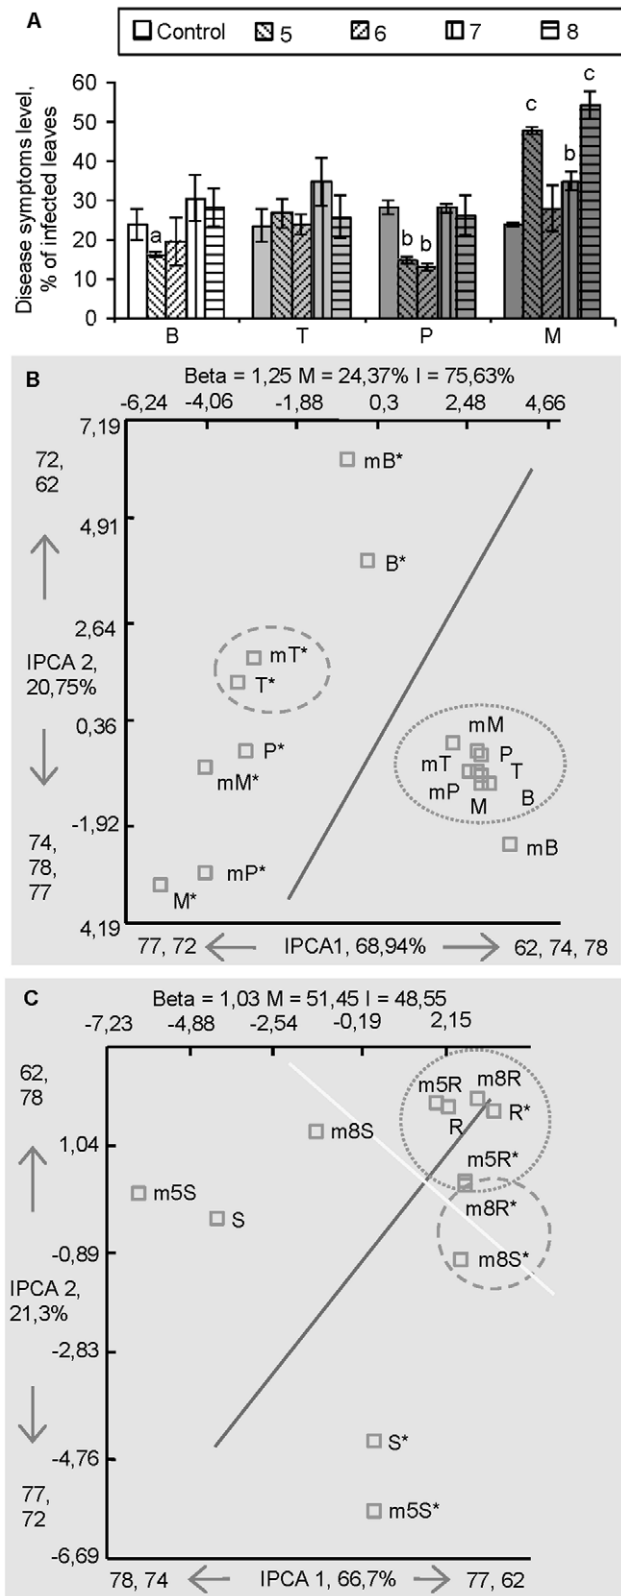 A
Control 5 6 7 8
Disease symptoms level,
% of infected leaves
60
50
40
30
20
10
0
a
b b
c
b
c
B T P M
B
Beta = 1,25 M = 24,37% I = 75,63%
-6,24 -4,06 -1,88 0,3 2,48 4,66
7,19
4,91
2,64
0,36
-1,92
4,19
72,
62
IPCA 2,
20,75%
74,
78,
77
mB*
B*
mT*
T*
P*
mM*
mP*
M*
mM
mT P
T
mP M B
mB
77, 72 IPCA1, 68,94% 62, 74, 78
C
Beta = 1,03 M = 51,45 I = 48,55
-7,23 -4,88 -2,54 -0,19 2,15
62,
78
1,04
-0,89
IPCA 2,
21,3%
-2,83
-4,76
77,
72
-6,69
m5R m8R
R R*
m8S
m5R*
m5S
S
m8R*
m8S*
S*
m5S*
78, 74 IPCA 1, 66,7% 77, 62